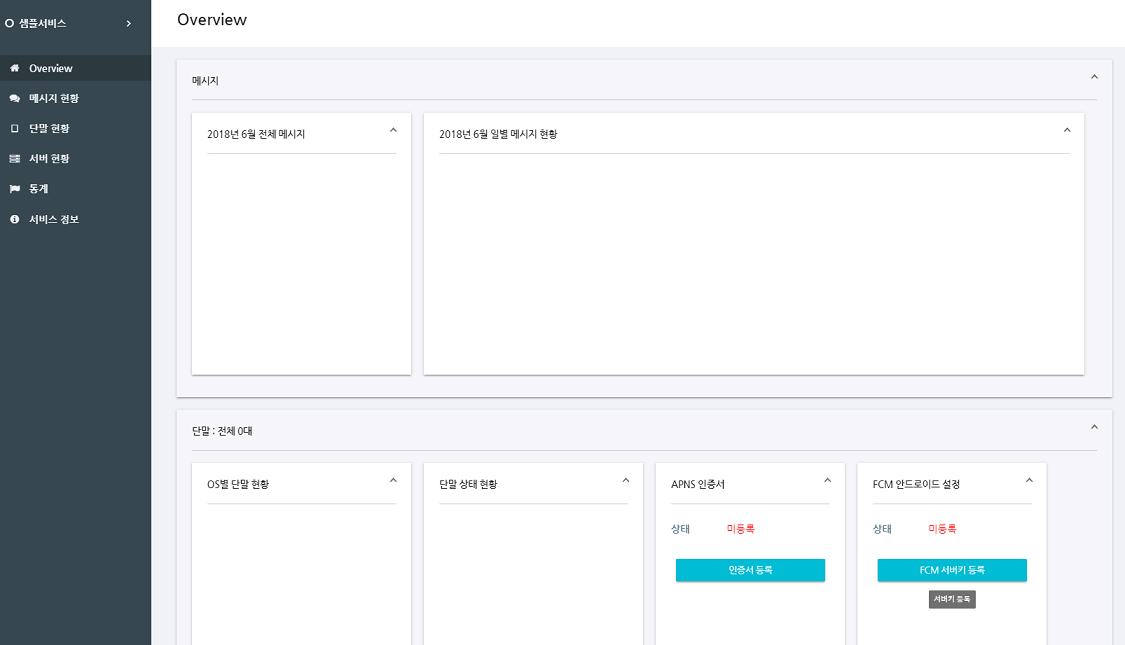 샘플서비스
Overview
Overview
메시지 현황
단말 현황
서버 현황
통계
서비스 정보
메시지
2018년 6월 전체 메시지
2018년 6월 일별 메시지 현황
단말 : 전체 0대
OS별 단말 현황
단말 상태 현황
APNS 인증서
상태 미등록
인증서 등록
FCM 안드로이드 설정
상태 미등록
FCM 서버키 등록
서버키 등록